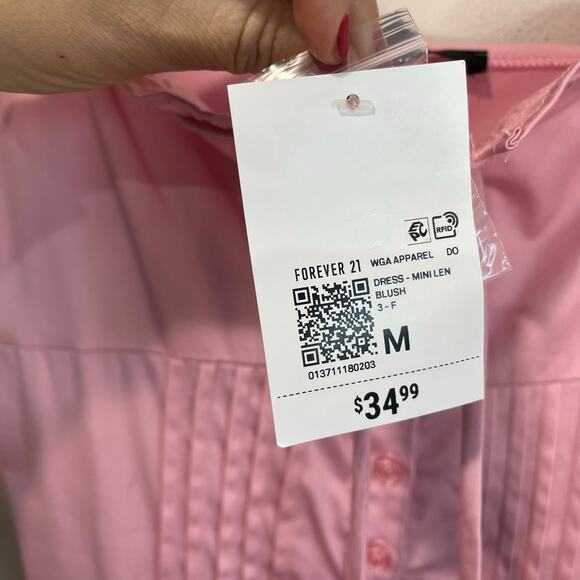 RFID
FOREVER 21 WGA APPAREL DO
DRESS - MINI LEN
BLUSH
3 - F
M
013711180203
$34.99